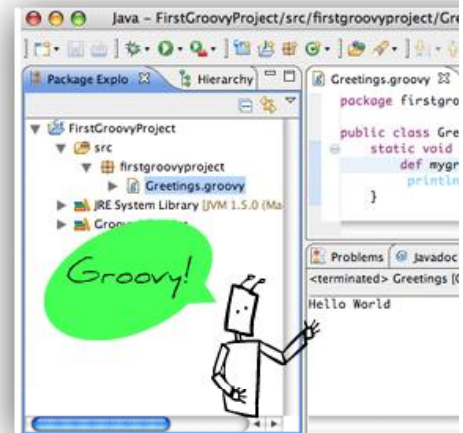 Java - FirstGroovyProject/src/firstgroovyproject/Gre
Package Explo
Hierarchy
FirstGroovyProject
src
firstgroovyproject
Greetings.groovy
JRE System Library [JVM 1.5.0 (Ma
Groovy!
Greetings.groovy
package firstgro
public class Gre
static void
def mygr
println
}
Problems
Javadoc
<terminated> Greetings [G
Hello World